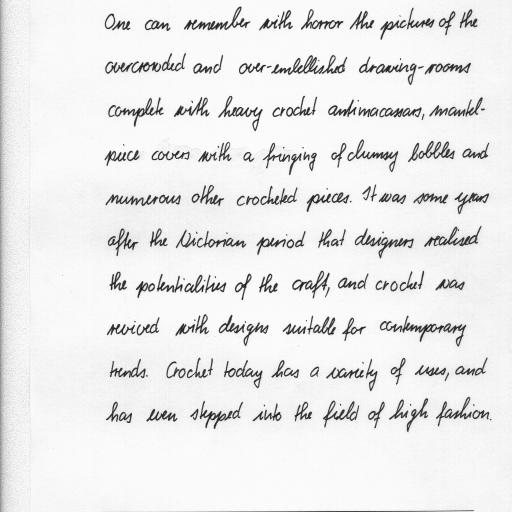 One can remember with horror the pictures of the
overcrowded and over-embellished drawing-rooms
complete with heavy crochet antimacassars, mantel-
piece covers with a fringing of clumsy bobbles and
numerous other crocheted pieces. It was some years
after the Victorian period that designers realised
the potentialities of the craft, and crochet was
revived with designs suitable for contemporary
trends. Crochet today has a variety of uses, and
has even stepped into the field of high fashion.